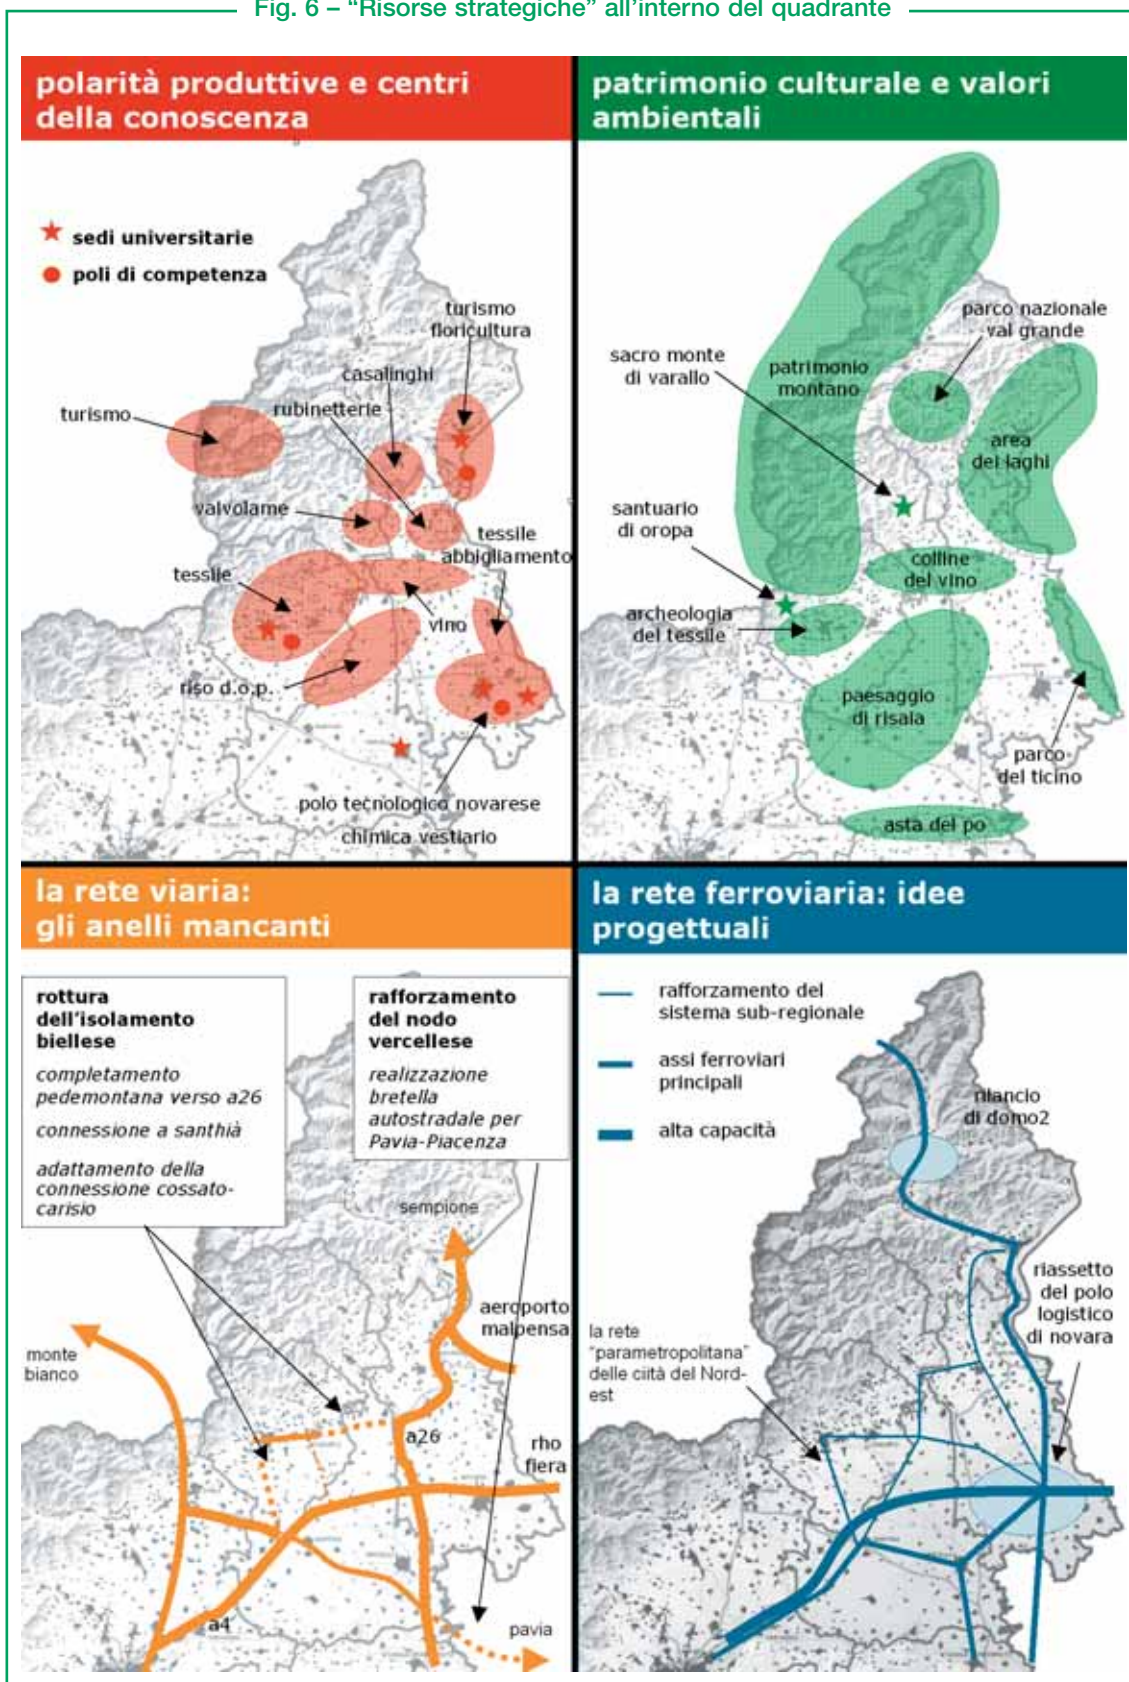 Fig. 6 – “Risorse strategiche” all’interno del quadrante
polarità produttive e centri
della conoscenza
sedi universitarie
poli di competenza
turismo
floricultura
casalinghi
rubinetterie
turismo
valvolame
tessile
abbigliamento
tessile
vino
riso d.o.p.
polo tecnologico novarese
chimica vestiario
patrimonio culturale e valori
ambientali
parco nazionale
val grande
sacro monte
di varallo
patrimonio
montano
area
dei laghi
santuario
di oropa
colline
del vino
archeologia
del tessile
paesaggio
di risaia
parco
del ticino
asta del po
la rete viaria:
gli anelli mancanti
rottura
dell’isolamento
biellese
completamento
pedemontana verso a26
connessione a santhià
adattamento della
connessione cossato-
carisio
rafforzamento
del nodo
vercellese
realizzazione
bretella
autostradale per
Pavia-Piacenza
sempione
aeroporto
malpensa
monte
bianco
a26
rho
fiera
a4
pavia
la rete ferroviaria: idee
progettuali
rafforzamento del
sistema sub-regionale
assi ferroviari
principali
alta capacità
rilancio
di domo2
riassetto
del polo
logistico
di novara
la rete
"parametropolitana"
delle ciità del Nord-
est